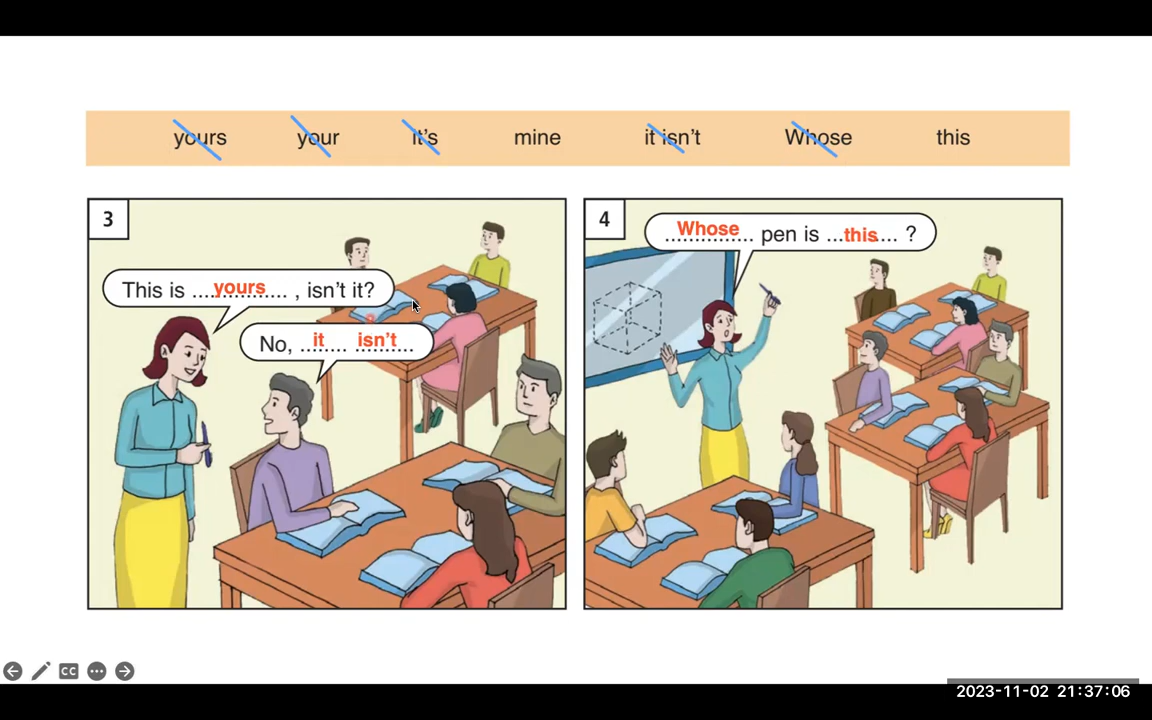 yours your it's mine it isn't Whose this
3
This is ....yours............ , isn't it?
No, ...it.... ..isn't......
4
..Whose.......... pen is ...this.... ?
CC
2023-11-02 21:37:06